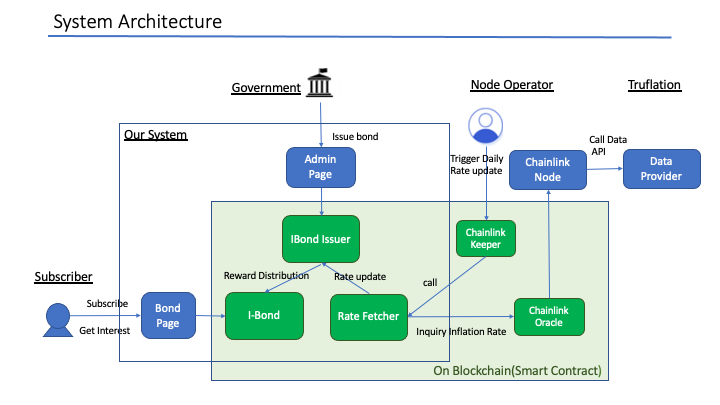 System Architecture
Government
Node Operator
Truflation
Our System
Issue bond
Admin
Page
Trigger Daily
Rate update
Chainlink
Node
Call Data
API
Data
Provider
IBond Issuer
Chainlink
Keeper
Subscriber
Reward Distribution
Rate update
call
Subscribe
Get Interest
Bond
Page
I-Bond
Rate Fetcher
Inquiry Inflation Rate
Chainlink
Oracle
On Blockchain(Smart Contract)